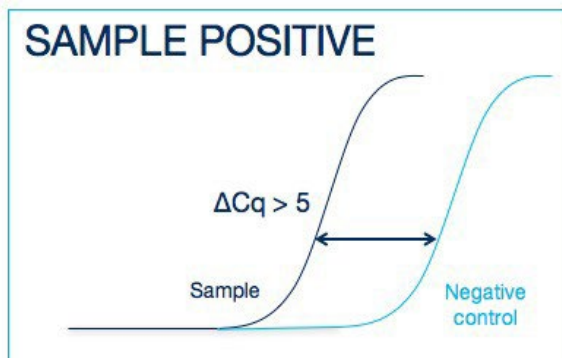 SAMPLE POSITIVE
ΔCq > 5
Sample
Negative
control